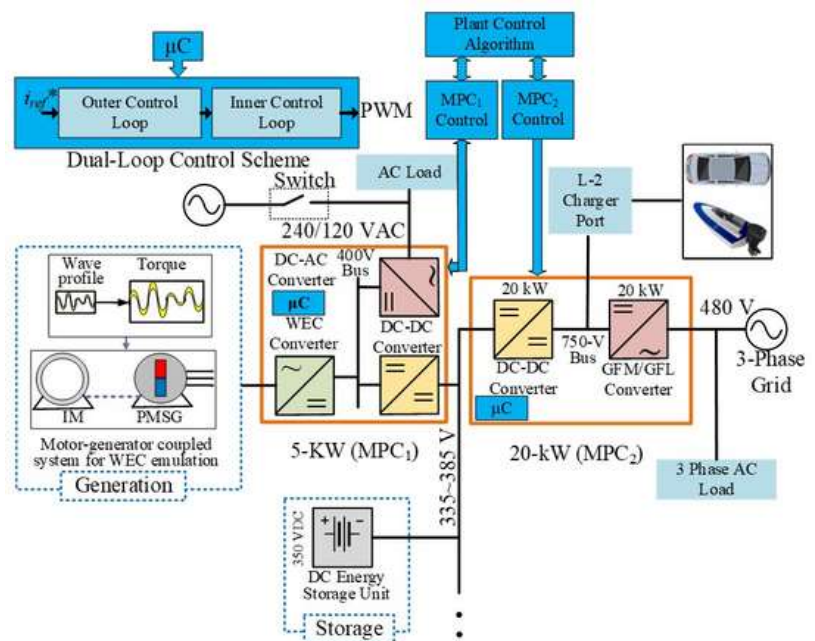 μC
i_ref*
Outer Control
Loop
Inner Control
Loop
PWM
Dual-Loop Control Scheme
Plant Control
Algorithm
MPC₁
Control
MPC₂
Control
AC Load
Switch
240/120 VAC
L-2
Charger
Port
Wave
profile
Torque
IM
PMSG
Motor-generator coupled
system for WEC emulation
Generation
DC-AC
Converter
μC
WEC
Converter
400V
Bus
DC-DC
Converter
5-KW (MPC₁)
20 kW
DC-DC
Converter
μC
750-V
Bus
20 kW
GFM/GFL
Converter
20-kW (MPC₂)
480 V
3-Phase
Grid
3 Phase AC
Load
335~385 V
350 VDC
DC Energy
Storage Unit
Storage